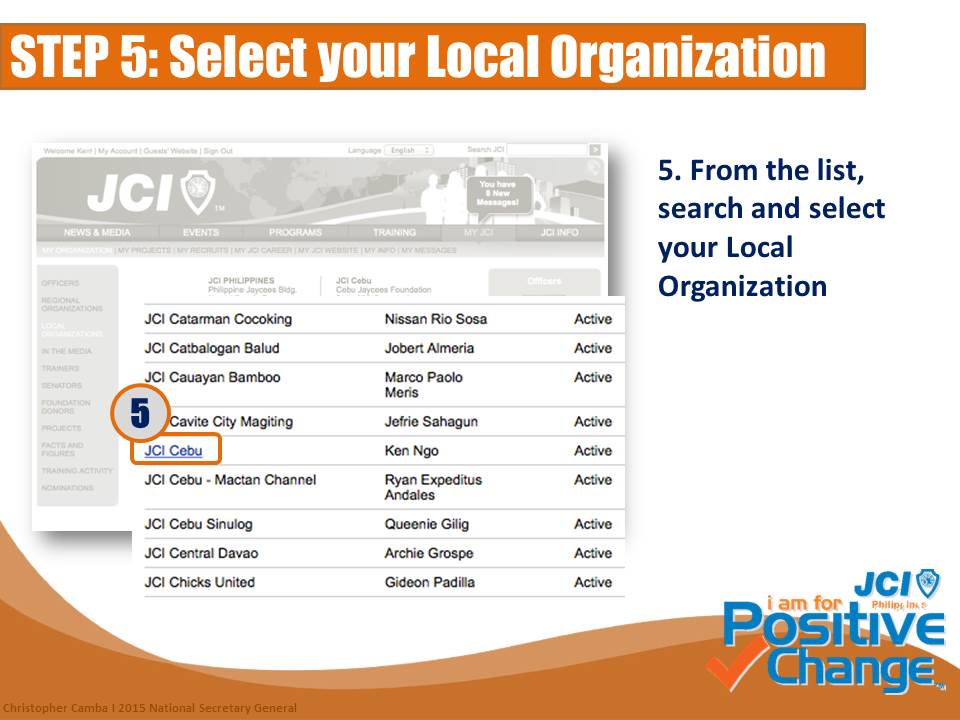 STEP 5: Select your Local Organization
Welcome Ken! | My Account | Guests' Website | Sign Out
Language English
Search JCI
JCI
TM
You have
8 New
Messages!
NEWS & MEDIA EVENTS PROGRAMS TRAINING MY JCI JCI INFO
MY ORGANIZATION | MY PROJECTS | MY RECRUITS | MY JCI CAREER | MY JCI WEBSITE | MY INFO | MY MESSAGES
OFFICERS
REGIONAL
ORGANIZATIONS
LOCAL
ORGANIZATIONS
IN THE MEDIA
TRAINERS
SENATORS
FOUNDATION
DONORS
PROJECTS
FACTS AND
FIGURES
TRAINING ACTIVITY
NOMINATIONS
JCI PHILIPPINES
Philippine Jaycees Bldg.
JCI Cebu
Cebu Jaycees Foundation
Officers
JCI Catarman Cocoking Nissan Rio Sosa Active
JCI Catbalogan Balud Jobert Almeria Active
JCI Cauayan Bamboo Marco Paolo Active
Meris
5
Cavite City Magiting Jefrie Sahagun Active
JCI Cebu Ken Ngo Active
JCI Cebu - Mactan Channel Ryan Expeditus Active
Andales
JCI Cebu Sinulog Queenie Gilig Active
JCI Central Davao Archie Grospe Active
JCI Chicks United Gideon Padilla Active
5. From the list,
search and select
your Local
Organization
JCI
Philippines
i am for
Positive
Change
TM
Christopher Camba I 2015 National Secretary General